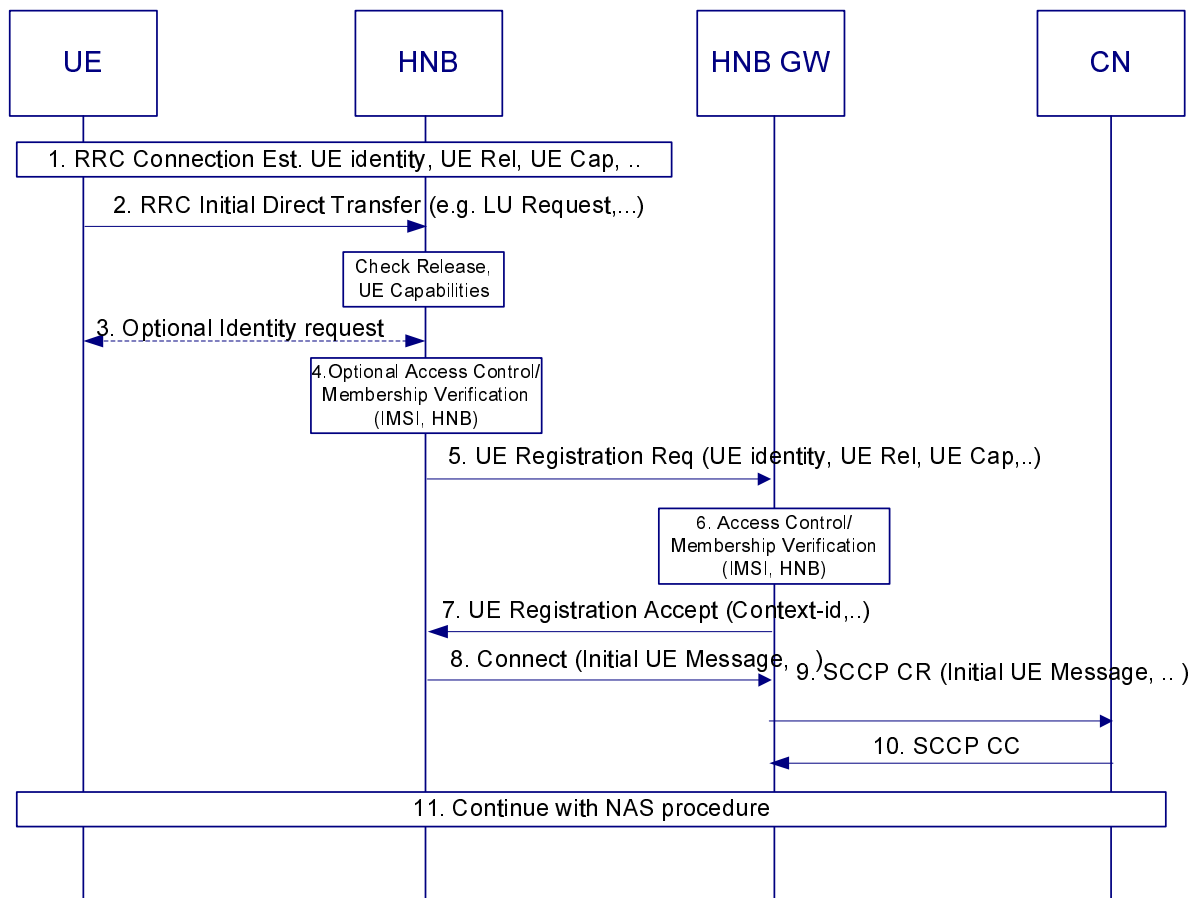 UE
HNB
HNB GW
CN
1. RRC Connection Est. UE identity, UE Rel, UE Cap, ..
2. RRC Initial Direct Transfer (e.g. LU Request,...)
Check Release,
UE Capabilities
3. Optional Identity request
4.Optional Access Control/
Membership Verification
(IMSI, HNB)
5. UE Registration Req (UE identity, UE Rel, UE Cap,..)
6. Access Control/
Membership Verification
(IMSI, HNB)
7. UE Registration Accept (Context-id,..)
8. Connect (Initial UE Message, ..)
9. SCCP CR (Initial UE Message, .. )
10. SCCP CC
11. Continue with NAS procedure